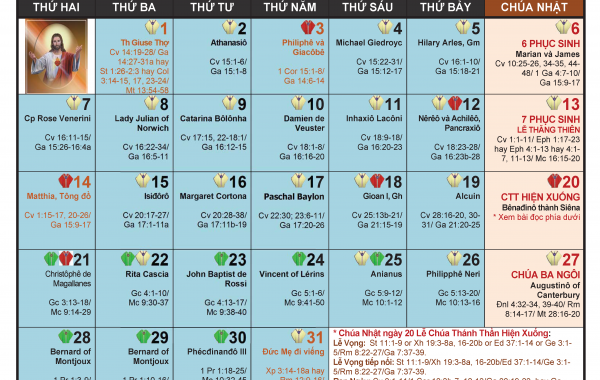 THỨ HAI THỨ BA THỨ TƯ THỨ NĂM THỨ SÁU THỨ BẢY CHÚA NHẬT
1
Th Giuse Thợ
Cv 14:19-28/ Ga
14:27-31a hay
St 1:26-2:3 hay Col
3:14-15, 17, 23-24/
Mt 13:54-58
2
Athanasiô
Cv 15:1-6/
Ga 15:1-8
3
Philiphê và
Giacôbê
1 Cor 15:1-8/
Ga 14:6-14
4
Michael Giedroyc
Cv 15:22-31/
Ga 15:12-17
5
Hilary Arles, Gm
Cv 16:1-10/
Ga 15:18-21
6
6 PHỤC SINH
Marian và James
Cv 10:25-26, 34-35, 44-
48/ 1 Ga 4:7-10/
Ga 15:9-17
7
Cp Rose Venerini
Cv 16:11-15/
Ga 15:26-16:4a
8
Lady Julian of
Norwich
Cv 16:22-34/
Ga 16:5-11
9
Catarina Bôlônha
Cv 17:15, 22-18:1/
Ga 16:12-15
10
Damien de
Veuster
Cv 18:1-8/
Ga 16:16-20
11
Inhaxiô Lacôni
Cv 18:9-18/
Ga 16:20-23
12
Nêrêô và Achilêô,
Pancraxiô
Cv 18:23-28/
Ga 16:23b-28
13
7 PHỤC SINH
LỄ THĂNG THIÊN
Cv 1:1-11/ Eph 1:17-23
hay Eph 4:1-13 hay 4:1-
7, 11-13/ Mc 16:15-20
14
Matthia, Tông đồ
Cv 1:15-17, 20-26/
Ga 15:9-17
15
Isiđôrô
Cv 20:17-27/
Ga 17:1-11a
16
Margaret Cortona
Cv 20:28-38/
Ga 17:11b-19
17
Paschal Baylon
Cv 22:30; 23:6-11/
Ga 17:20-26
18
Gioan I, Gh
Cv 25:13b-21/
Ga 21:15-19
19
Alcuin
Cv 28:16-20, 30-
31/ Ga 21:20-25
20
CTT HIỆN XUỐNG
Bênađinô thành Siêna
* Xem bài đọc phía dưới
21
Christôphê de
Magallanes
Gc 3:13-18/
Mc 9:14-29
22
Rita Cascia
Gc 4:1-10/
Mc 9:30-37
23
John Baptist de
Rossi
Gc 4:13-17/
Mc 9:38-40
24
Vincent of Lérins
Gc 5:1-6/
Mc 9:41-50
25
Anianus
Gc 5:9-12/
Mc 10:1-12
26
Philipphê Neri
Gc 5:13-20/
Mc 10:13-16
27
CHÚA BA NGÔI
Augustinô of
Canterbury
Đnl 4:32-34, 39-40/ Rm
8:14-17/ Mt 28:16-20
28
Bernard of
Montjoux
29
Bernard of
Montjoux
30
Phécđinanđô III
1 Pr 1:18-25/
Mc 10:32-45
31
Đức Mẹ đi viếng
Xp 3:14-18a hay
* Chúa Nhật ngày 20 Lễ Chúa Thánh Thần Hiện Xuống:
Lễ Vọng: St 11:1-9 or Xh 19:3-8a, 16-20b or Ed 37:1-14 or Ge 3:1-
5/Rm 8:22-27/Ga 7:37-39.
Lễ Vọng tiếp nối: St 11:1-9/Xh 19:3-8a, 16-20b/Ed 37:1-14/Ge 3:1-
5/Rm 8:22-27/Ga 7:37-39.